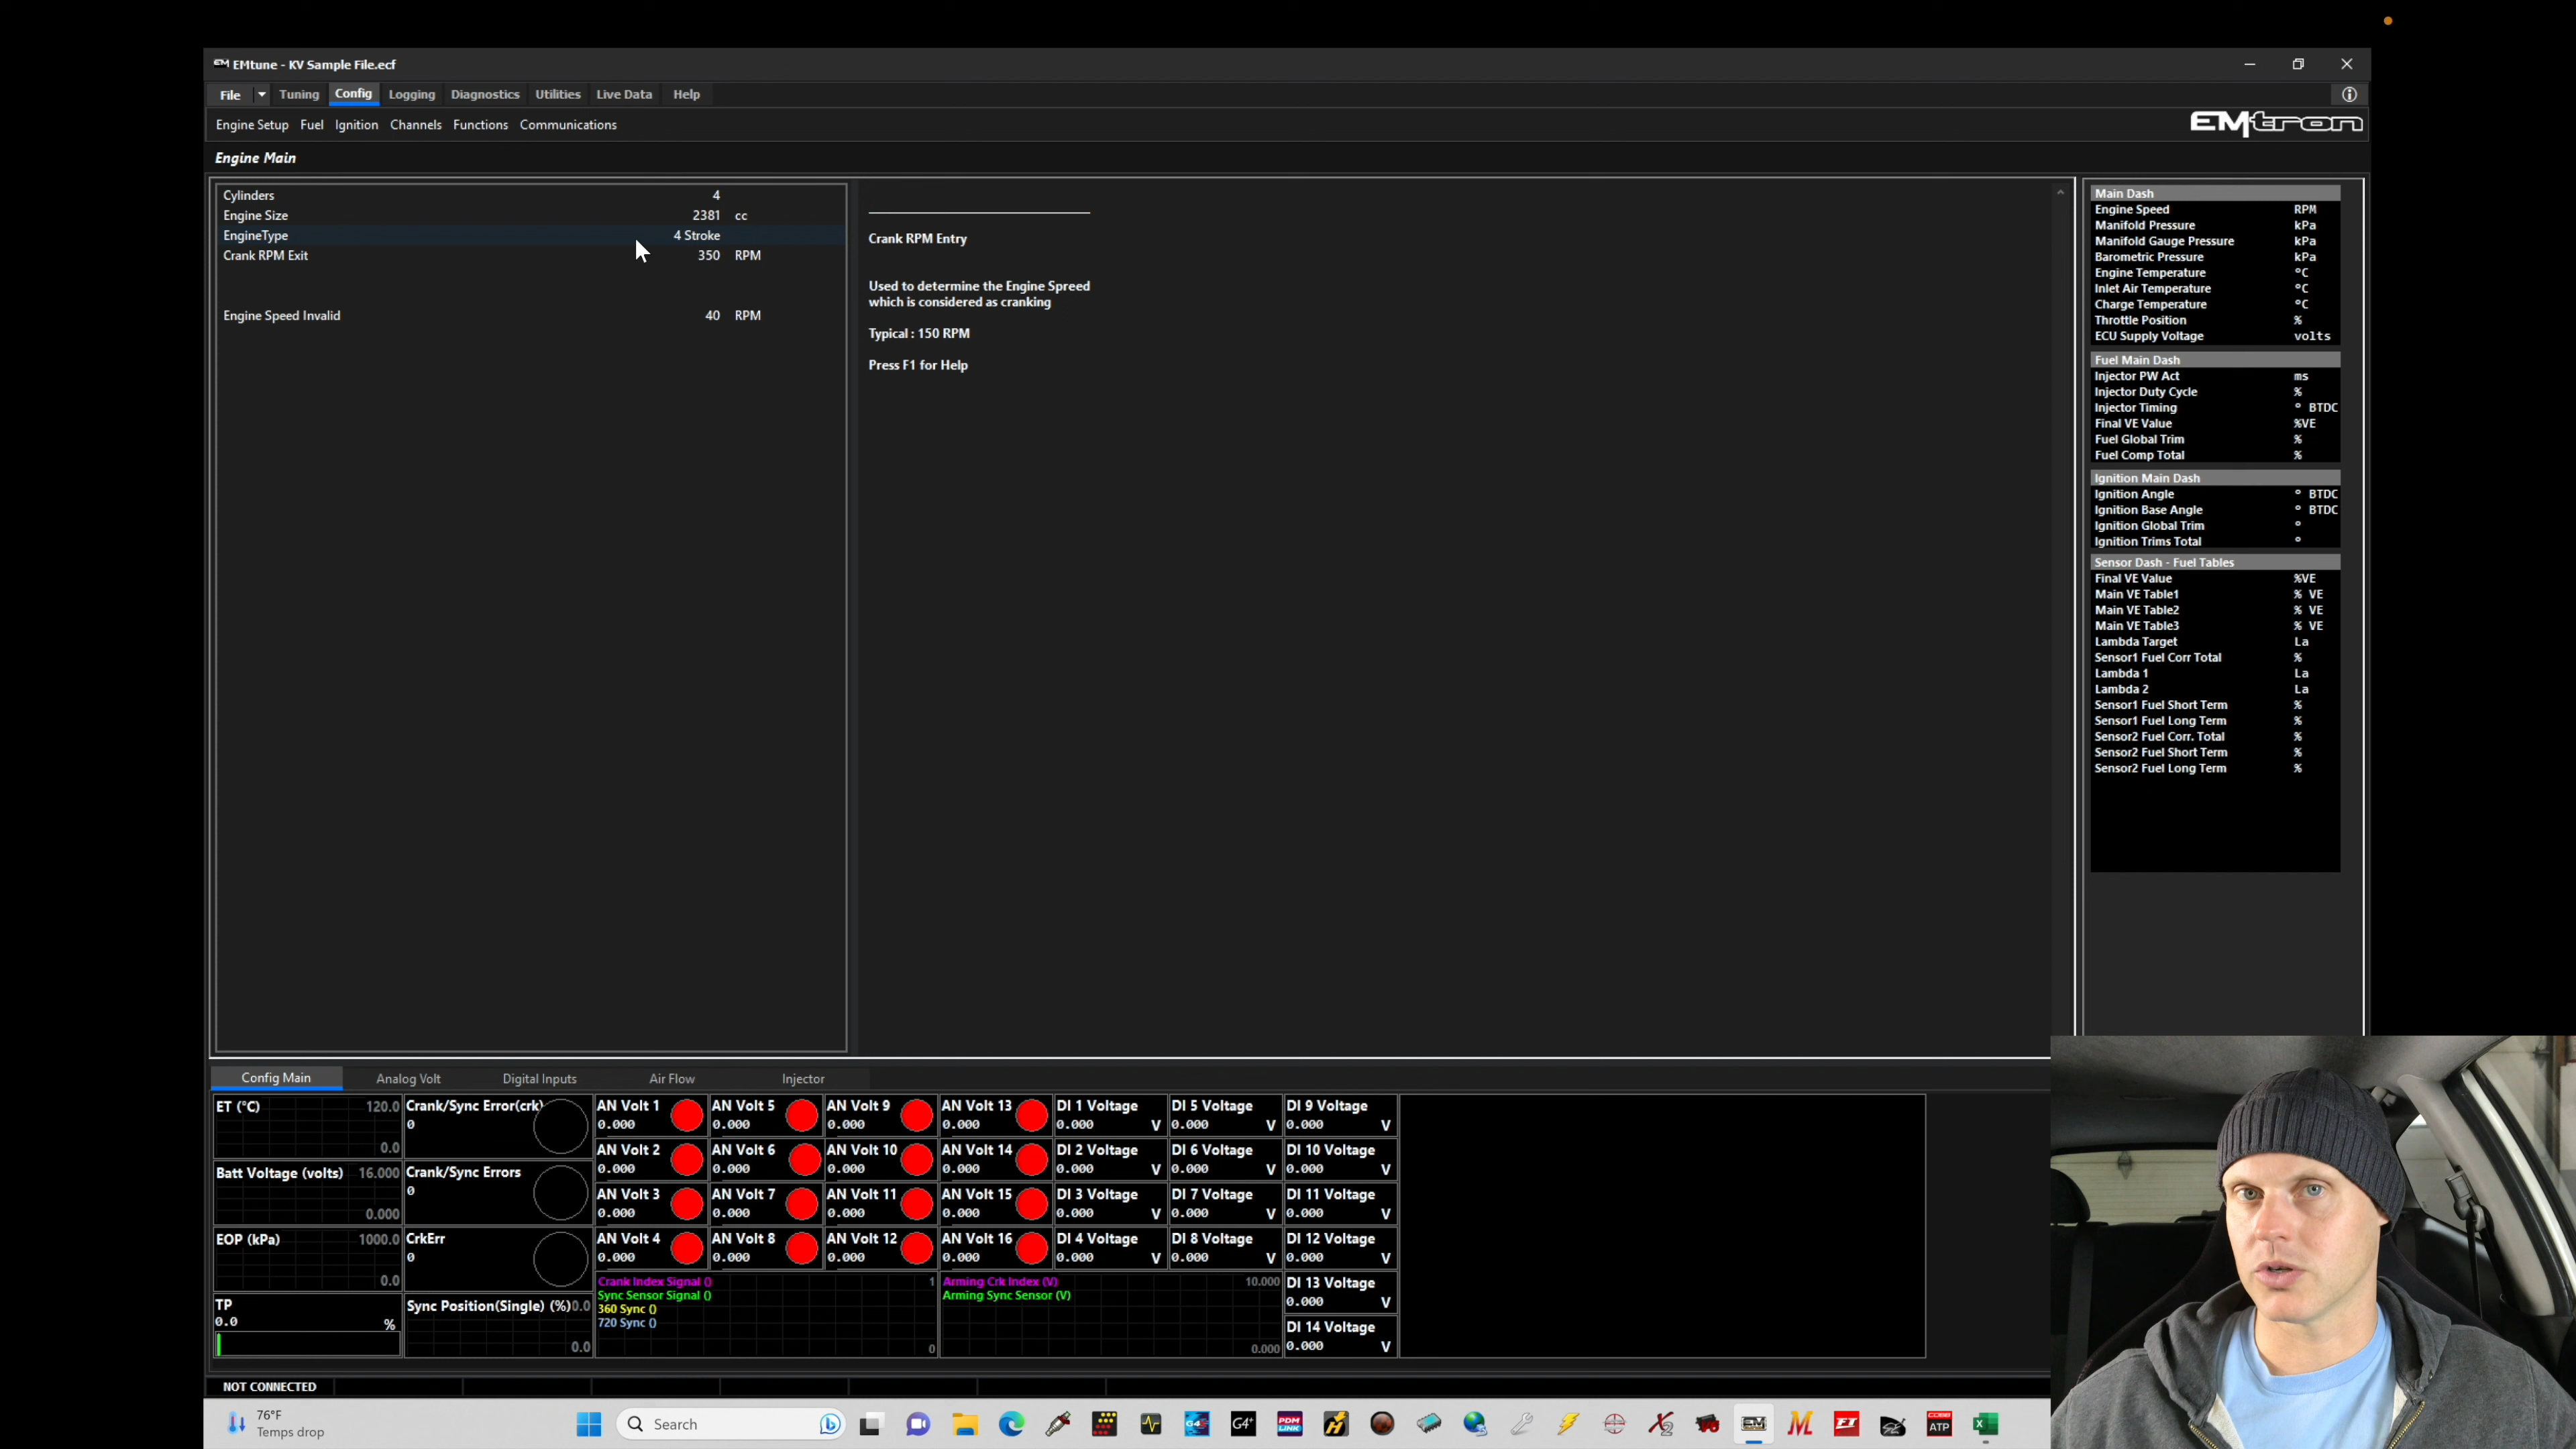 EM EMtune - KV Sample File.ecf
File Tuning Config Logging Diagnostics Utilities Live Data Help
Engine Setup Fuel Ignition Channels Functions Communications
EMtron
Engine Main
Cylinders 4
Engine Size 2381 cc
EngineType 4 Stroke
Crank RPM Exit 350 RPM
Engine Speed Invalid 40 RPM
Crank RPM Entry
Used to determine the Engine Spreed
which is considered as cranking
Typical : 150 RPM
Press F1 for Help
Main Dash
Engine Speed RPM
Manifold Pressure kPa
Manifold Gauge Pressure kPa
Barometric Pressure kPa
Engine Temperature °C
Inlet Air Temperature °C
Charge Temperature °C
Throttle Position %
ECU Supply Voltage volts
Fuel Main Dash
Injector PW Act ms
Injector Duty Cycle %
Injector Timing ° BTDC
Final VE Value %VE
Fuel Global Trim %
Fuel Comp Total %
Ignition Main Dash
Ignition Angle ° BTDC
Ignition Base Angle ° BTDC
Ignition Global Trim °
Ignition Trims Total °
Sensor Dash - Fuel Tables
Final VE Value %VE
Main VE Table1 % VE
Main VE Table2 % VE
Main VE Table3 % VE
Lambda Target La
Sensor1 Fuel Corr Total %
Lambda 1 La
Lambda 2 La
Sensor1 Fuel Short Term %
Sensor1 Fuel Long Term %
Sensor2 Fuel Corr. Total %
Sensor2 Fuel Short Term %
Sensor2 Fuel Long Term %
Config Main Analog Volt Digital Inputs Air Flow Injector
ET (°C) 120.0
0.0
Batt Voltage (volts) 16.000
0.000
EOP (kPa) 1000.0
0.0
TP
0.0 %
Crank/Sync Error(crk)
0
Crank/Sync Errors
0
CrkErr
0
Sync Position(Single) (%) 0.0
0.0
AN Volt 1
0.000
AN Volt 2
0.000
AN Volt 3
0.000
AN Volt 4
0.000
AN Volt 5
0.000
AN Volt 6
0.000
AN Volt 7
0.000
AN Volt 8
0.000
AN Volt 9
0.000
AN Volt 10
0.000
AN Volt 11
0.000
AN Volt 12
0.000
AN Volt 13
0.000
AN Volt 14
0.000
AN Volt 15
0.000
AN Volt 16
0.000
Crank Index Signal () 1
Sync Sensor Signal ()
360 Sync ()
720 Sync ()
0
Arming Crk Index (V) 10.000
Arming Sync Sensor (V)
0.000
DI 1 Voltage
0.000 V
DI 2 Voltage
0.000 V
DI 3 Voltage
0.000 V
DI 4 Voltage
0.000 V
DI 5 Voltage
0.000 V
DI 6 Voltage
0.000 V
DI 7 Voltage
0.000 V
DI 8 Voltage
0.000 V
DI 9 Voltage
0.000 V
DI 10 Voltage
0.000 V
DI 11 Voltage
0.000 V
DI 12 Voltage
0.000 V
DI 13 Voltage
0.000 V
DI 14 Voltage
0.000 V
NOT CONNECTED
76°F
Temps drop
Search
G4+
PDM
LINK
EM
COBB
ATP